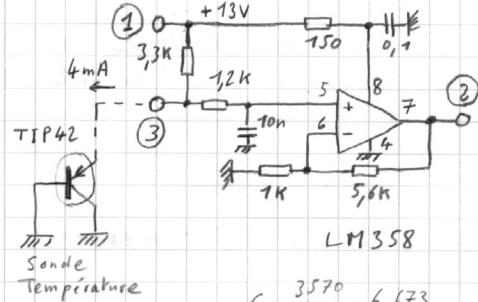 1
+13V
150
0,1
3,3K
4mA
1,2K
8
5
+
7
2
3
10n
6
-
4
TIP42
1K
5,6K
LM358
Sonde
Température
3570